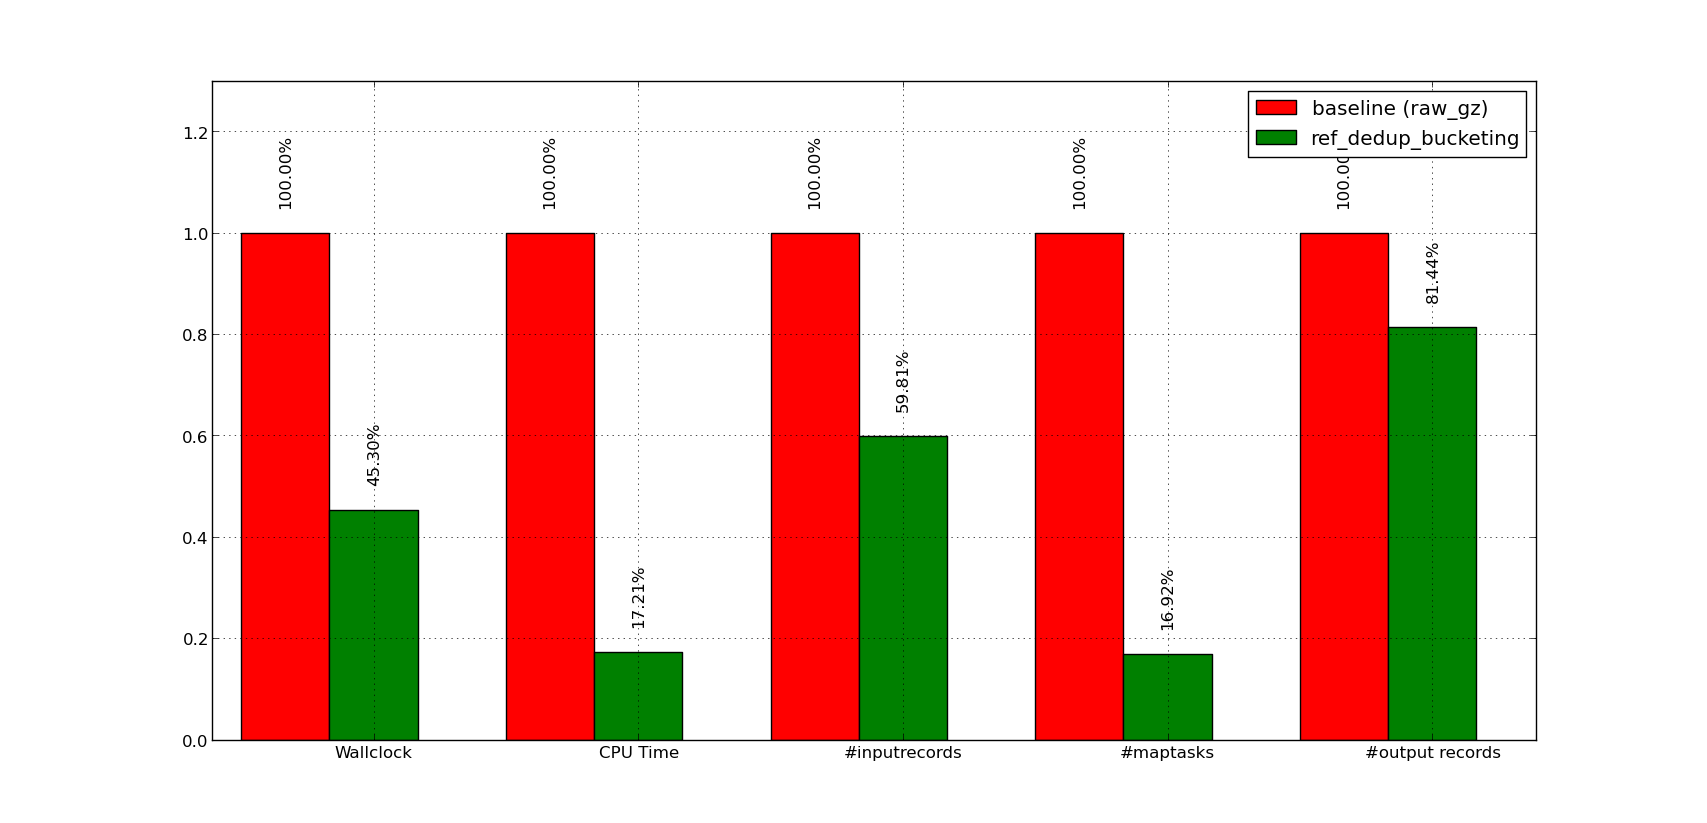 baseline (raw_gz)
ref_dedup_bucketing
1.2
1.0
0.8
0.6
0.4
0.2
0.0
100.00%
45.30%
100.00%
17.21%
100.00%
59.81%
100.00%
16.92%
100.00
81.44%
Wallclock
CPU Time
#inputrecords
#maptasks
#output records